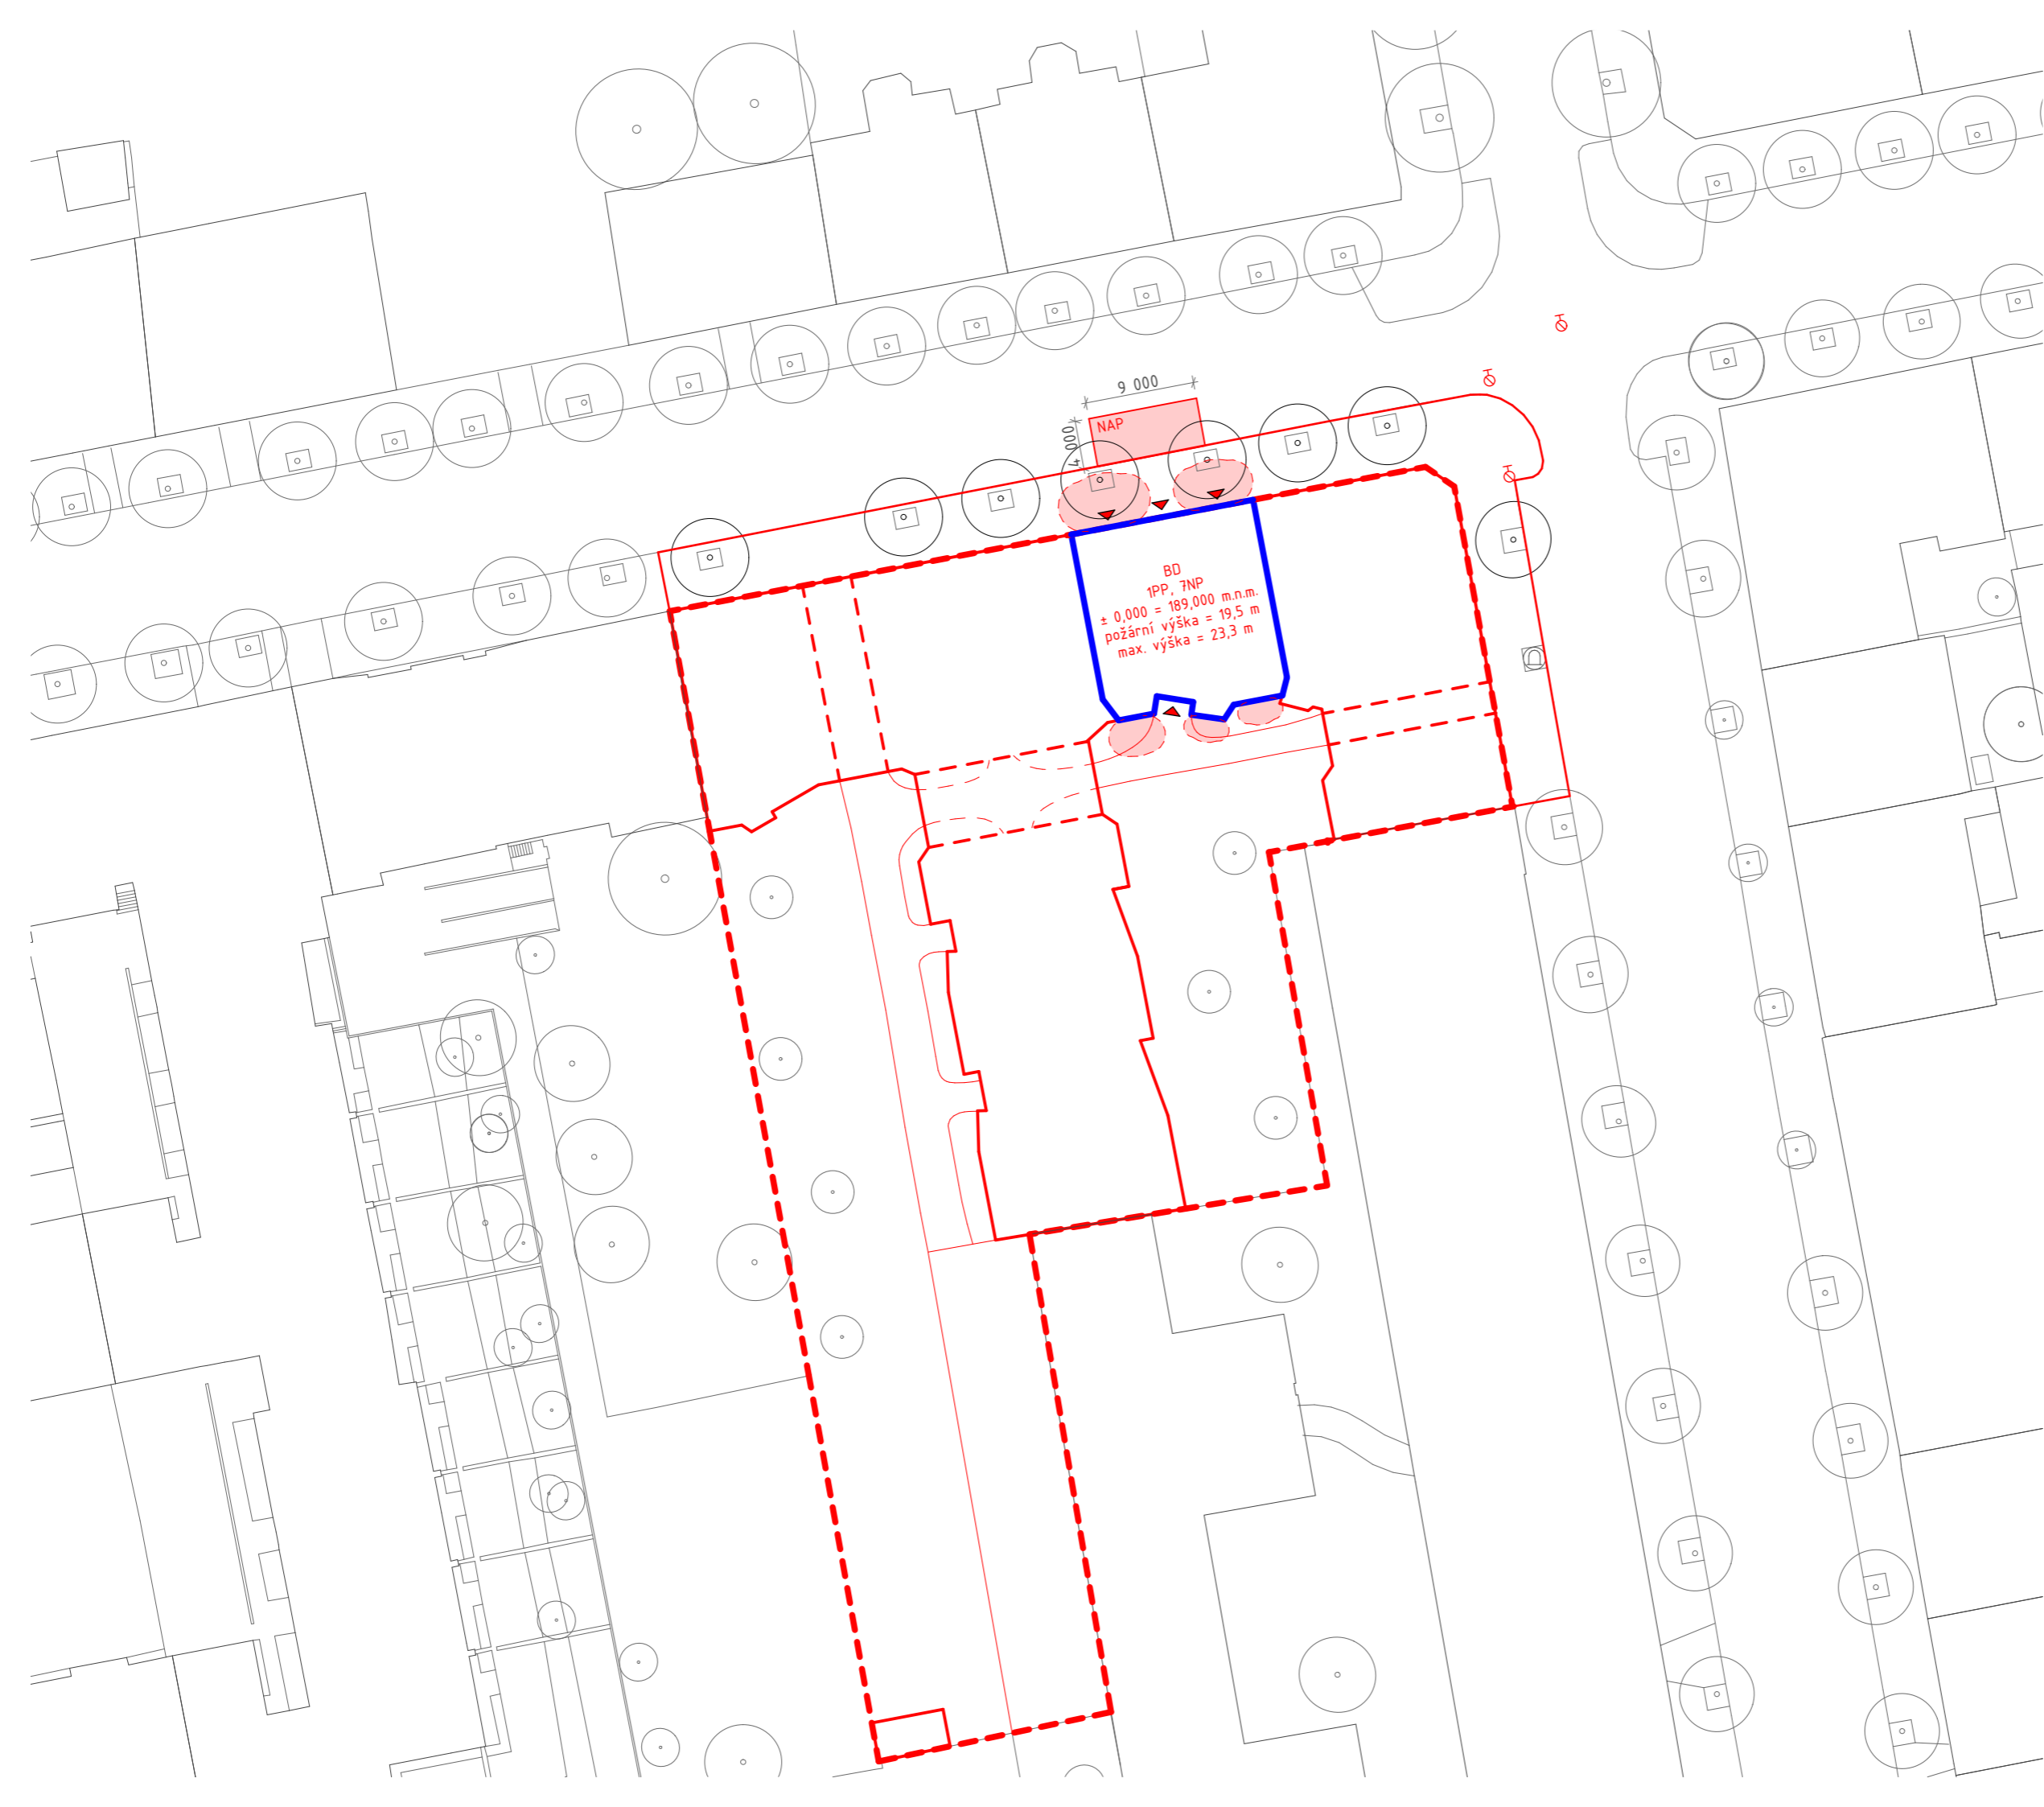 9 000
4 000
NAP
BD
1PP, 7NP
± 0,000 = 189,000 m.n.m.
požární výška = 19,5 m
max. výška = 23,3 m